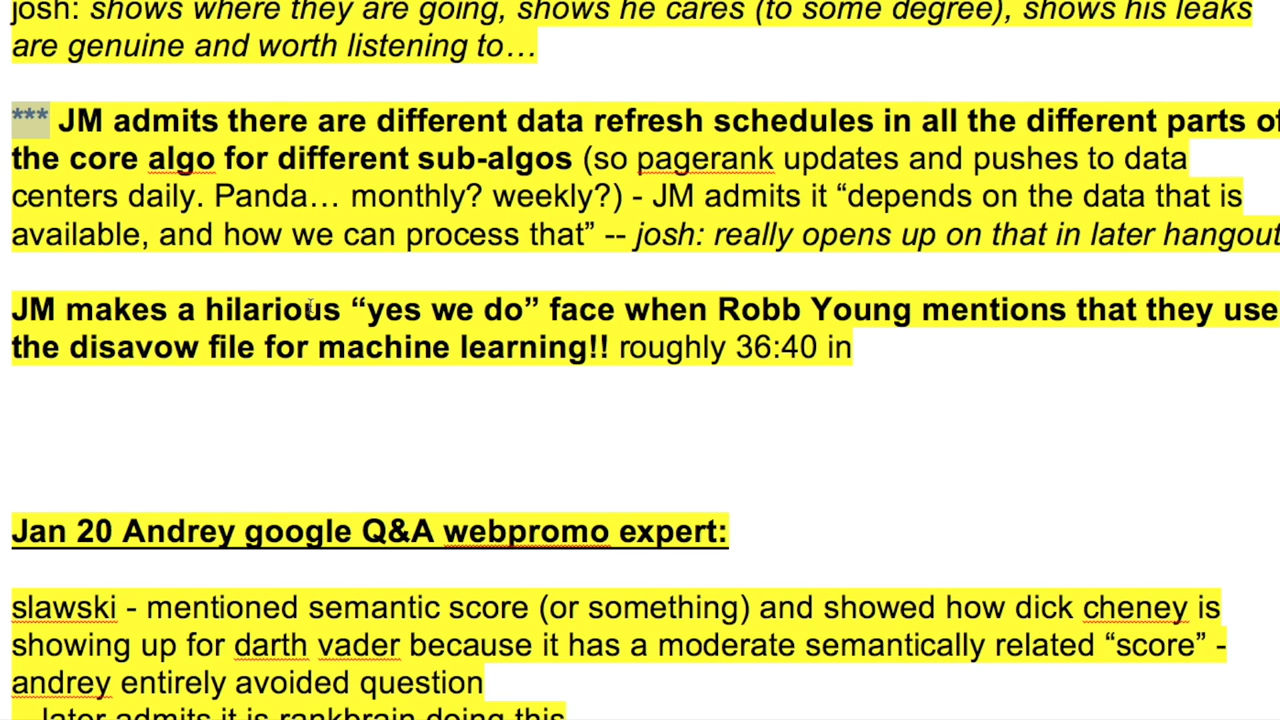 josh: shows where they are going, shows he cares (to some degree), shows his leaks
are genuine and worth listening to…
*** JM admits there are different data refresh schedules in all the different parts of
the core algo for different sub-algos (so pagerank updates and pushes to data
centers daily. Panda… monthly? weekly?) - JM admits it “depends on the data that is
available, and how we can process that” -- josh: really opens up on that in later hangout
JM makes a hilarious “yes we do” face when Robb Young mentions that they use
the disavow file for machine learning!! roughly 36:40 in
Jan 20 Andrey google Q&A webpromo expert:
slawski - mentioned semantic score (or something) and showed how dick cheney is
showing up for darth vader because it has a moderate semantically related “score” -
andrey entirely avoided question
later admits it is rankbrain doing this